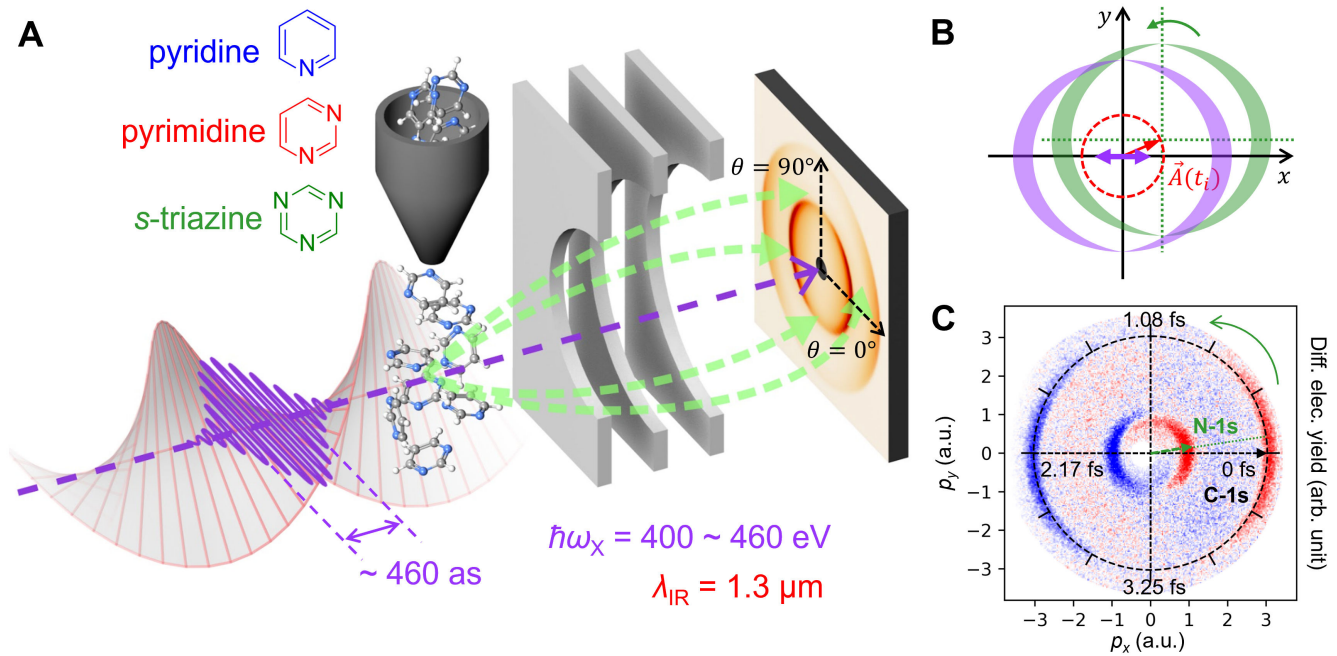 A
pyridine
N
pyrimidine
N
N
s-triazine
N
N
N
θ = 90°
θ = 0°
~ 460 as
ħωX = 400 ~ 460 eV
λIR = 1.3 µm
B
y
x
A⃗(ti)
C
1.08 fs
N-1s
2.17 fs
0 fs
C-1s
3.25 fs
3
2
1
0
−1
−2
−3
py (a.u.)
−3 −2 −1 0 1 2 3
px (a.u.)
Diff. elec. yield (arb. unit)